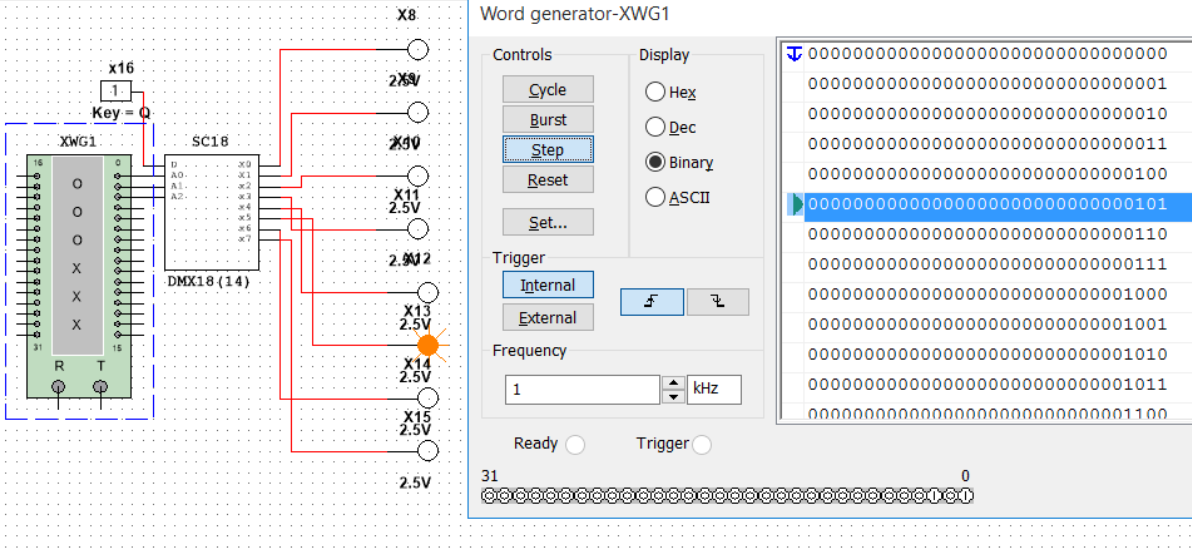 X8
2.5V
X9
x16
1
Key = Q
XWG1
SC18
2.5V
X10
16
0
D
A0
A1
A2
x0
x1
x2
x3
x4
x5
x6
x7
O
O
O
X
X
X
X11
2.5V
2.5V
X12
DMX18(14)
X13
2.5V
31
15
R
T
X14
2.5V
X15
2.5V
2.5V
Word generator-XWG1
Controls
Cycle
Burst
Step
Reset
Set...
Display
Hex
Dec
Binary
ASCII
Trigger
Internal
External
Frequency
1
kHz
Ready
Trigger
31
0
00000000000000000000000000000000
00000000000000000000000000000001
00000000000000000000000000000010
00000000000000000000000000000011
00000000000000000000000000000100
00000000000000000000000000000101
00000000000000000000000000000110
00000000000000000000000000000111
00000000000000000000000000001000
00000000000000000000000000001001
00000000000000000000000000001010
00000000000000000000000000001011
00000000000000000000000000001100